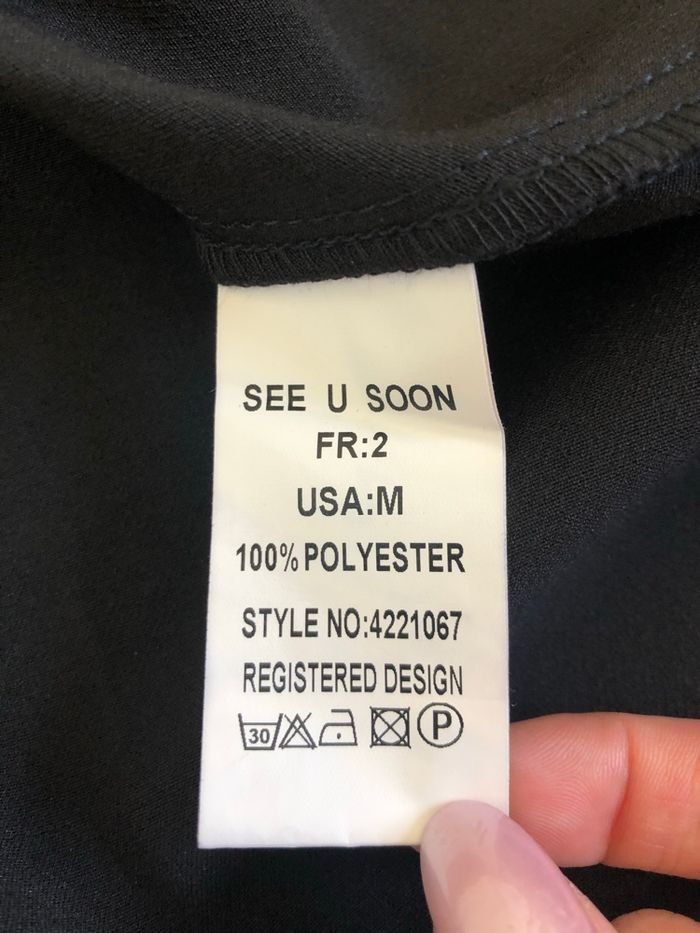 SEE U SOON
FR:2
USA:M
100% POLYESTER
STYLE NO:4221067
REGISTERED DESIGN
30 P